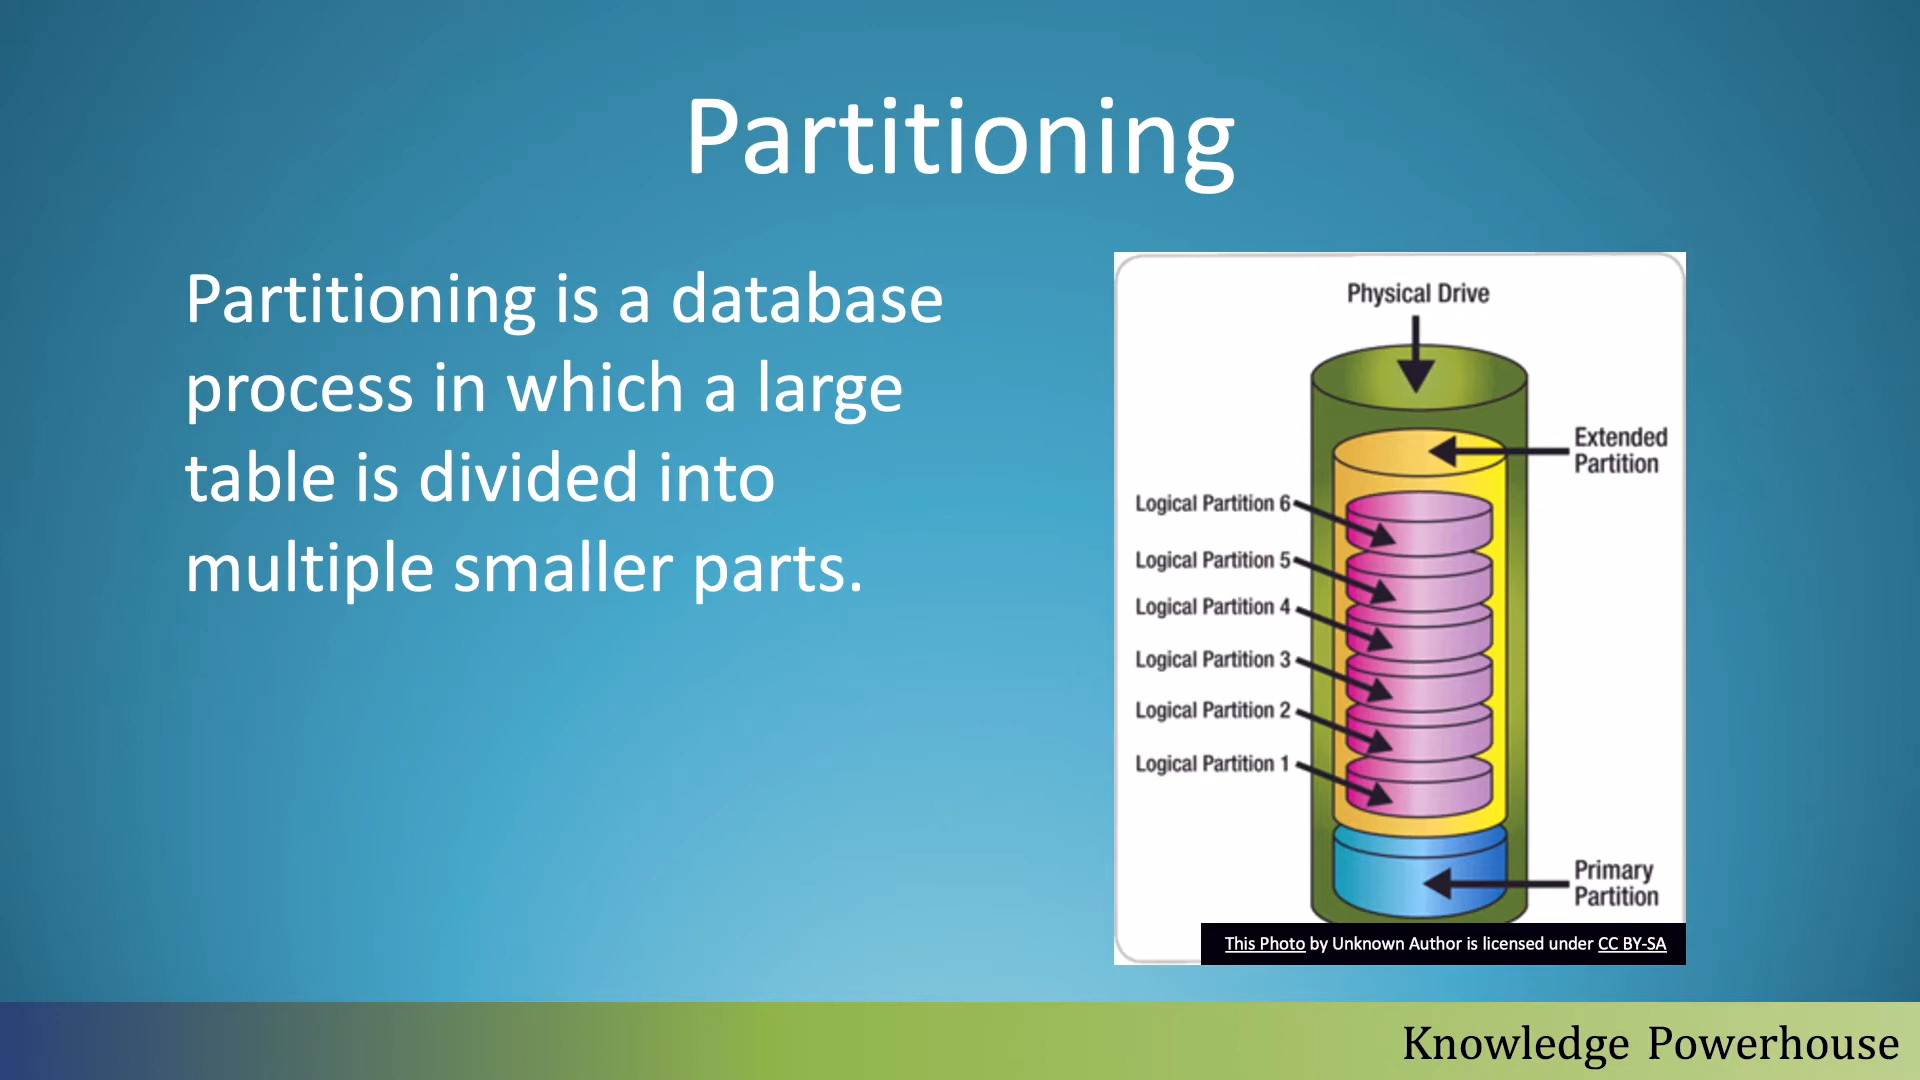 Partitioning
Partitioning is a database
process in which a large
table is divided into
multiple smaller parts.
Physical Drive
Extended
Partition
Logical Partition 6
Logical Partition 5
Logical Partition 4
Logical Partition 3
Logical Partition 2
Logical Partition 1
Primary
Partition
This Photo by Unknown Author is licensed under CC BY-SA
Knowledge Powerhouse